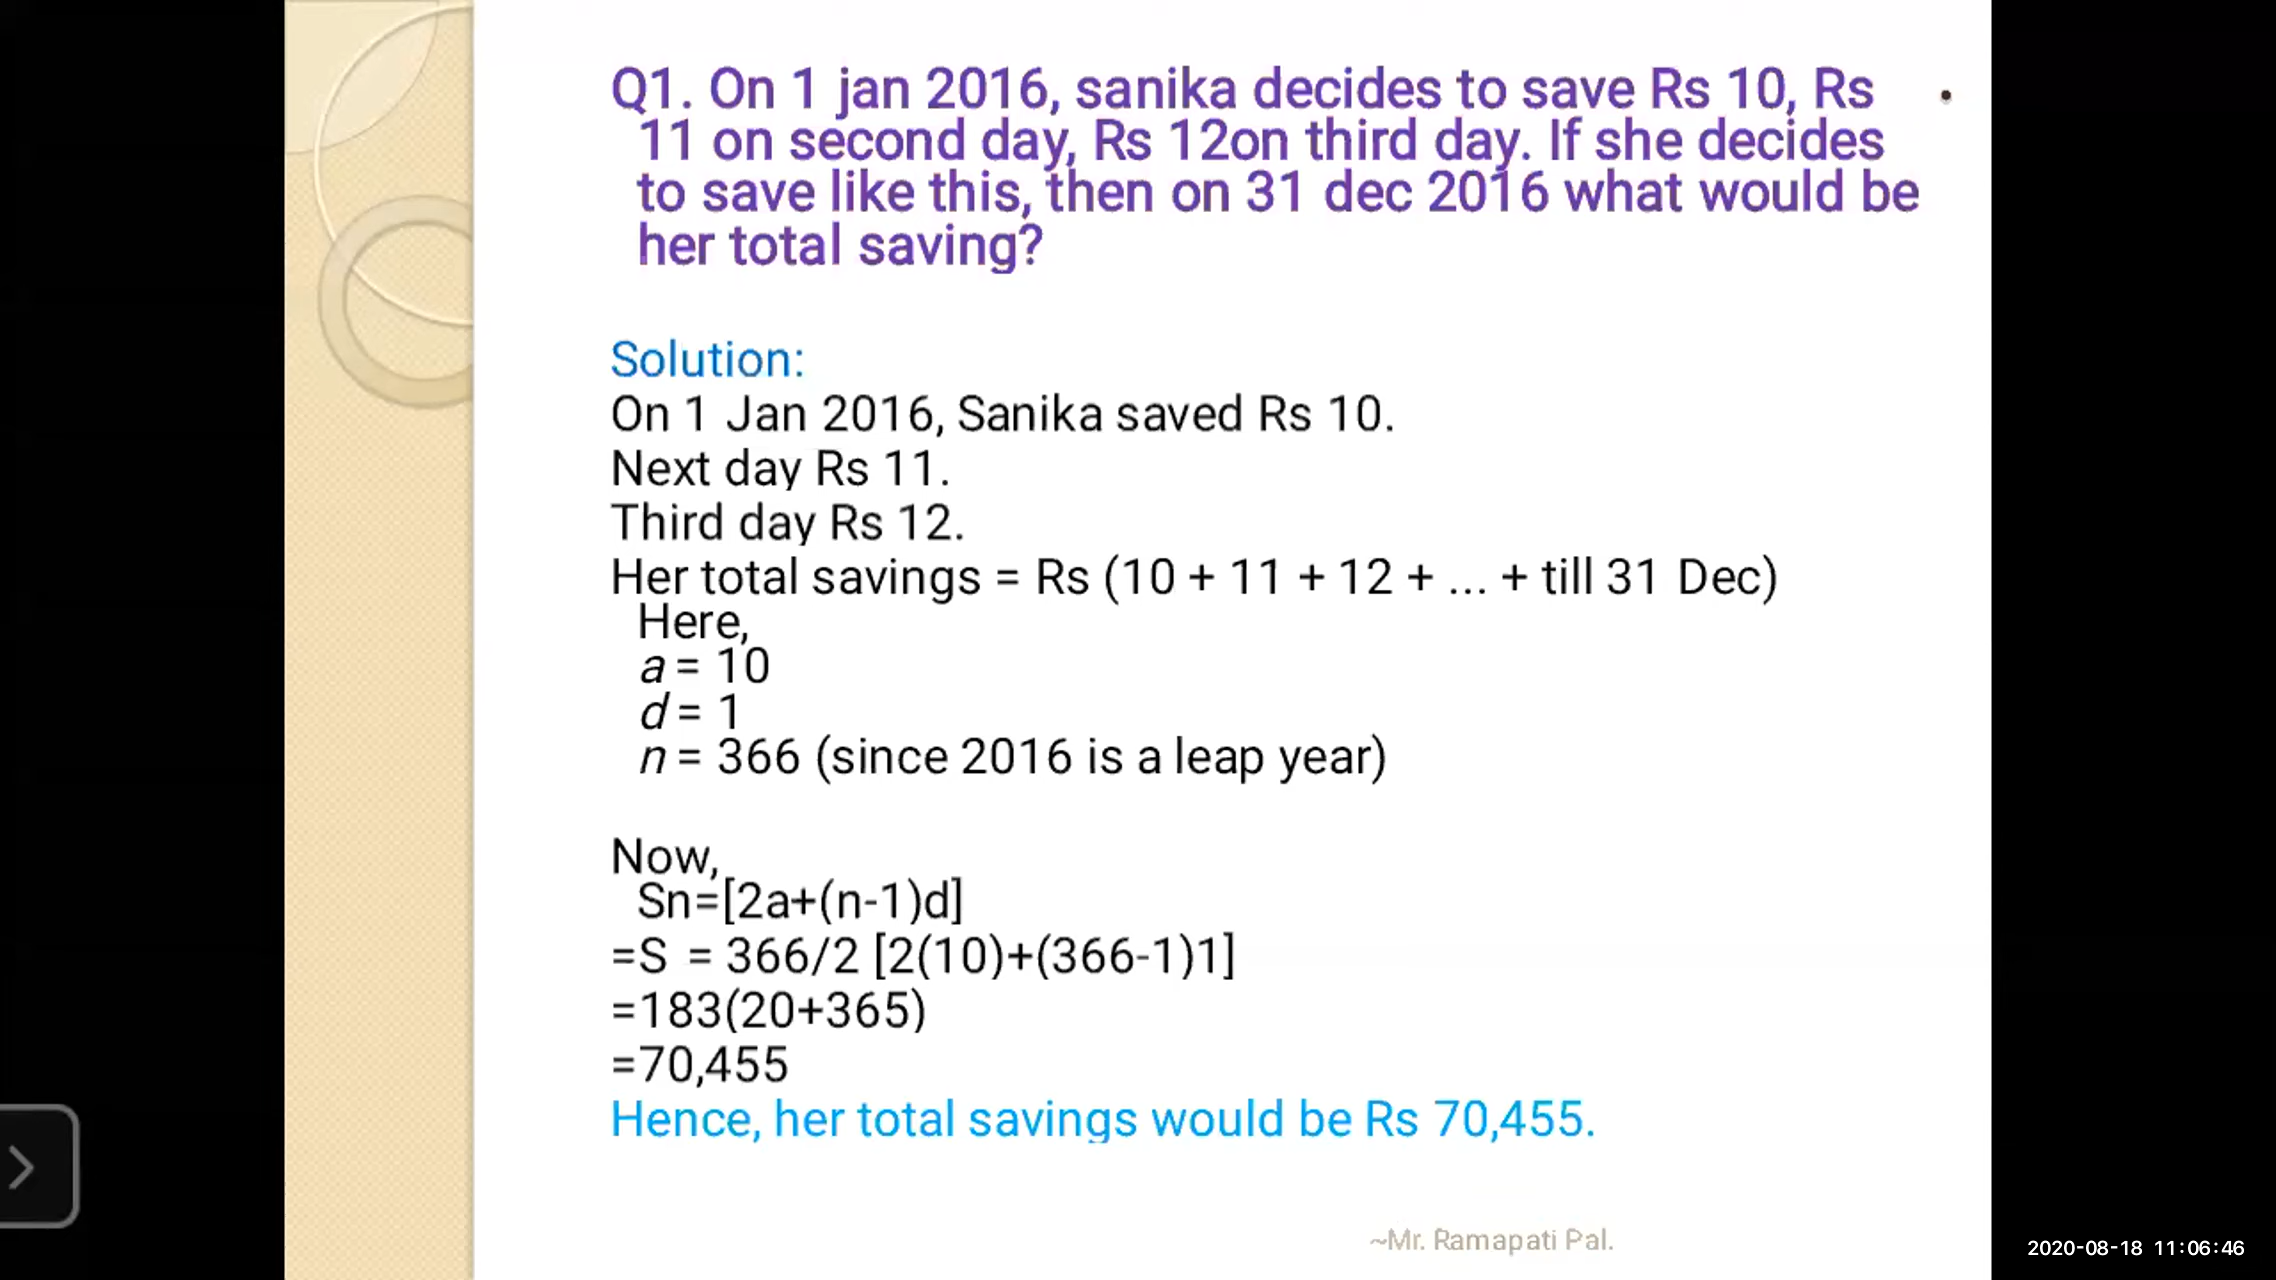 Q1. On 1 jan 2016, sanika decides to save Rs 10, Rs
11 on second day, Rs 12on third day. If she decides
to save like this, then on 31 dec 2016 what would be
her total saving?
Solution:
On 1 Jan 2016, Sanika saved Rs 10.
Next day Rs 11.
Third day Rs 12.
Her total savings = Rs (10 + 11 + 12 + ... + till 31 Dec)
Here,
a = 10
d = 1
n = 366 (since 2016 is a leap year)
Now,
Sn=[2a+(n-1)d]
=S = 366/2 [2(10)+(366-1)1]
=183(20+365)
=70,455
Hence, her total savings would be Rs 70,455.
~Mr. Ramapati Pal.
2020-08-18 11:06:46